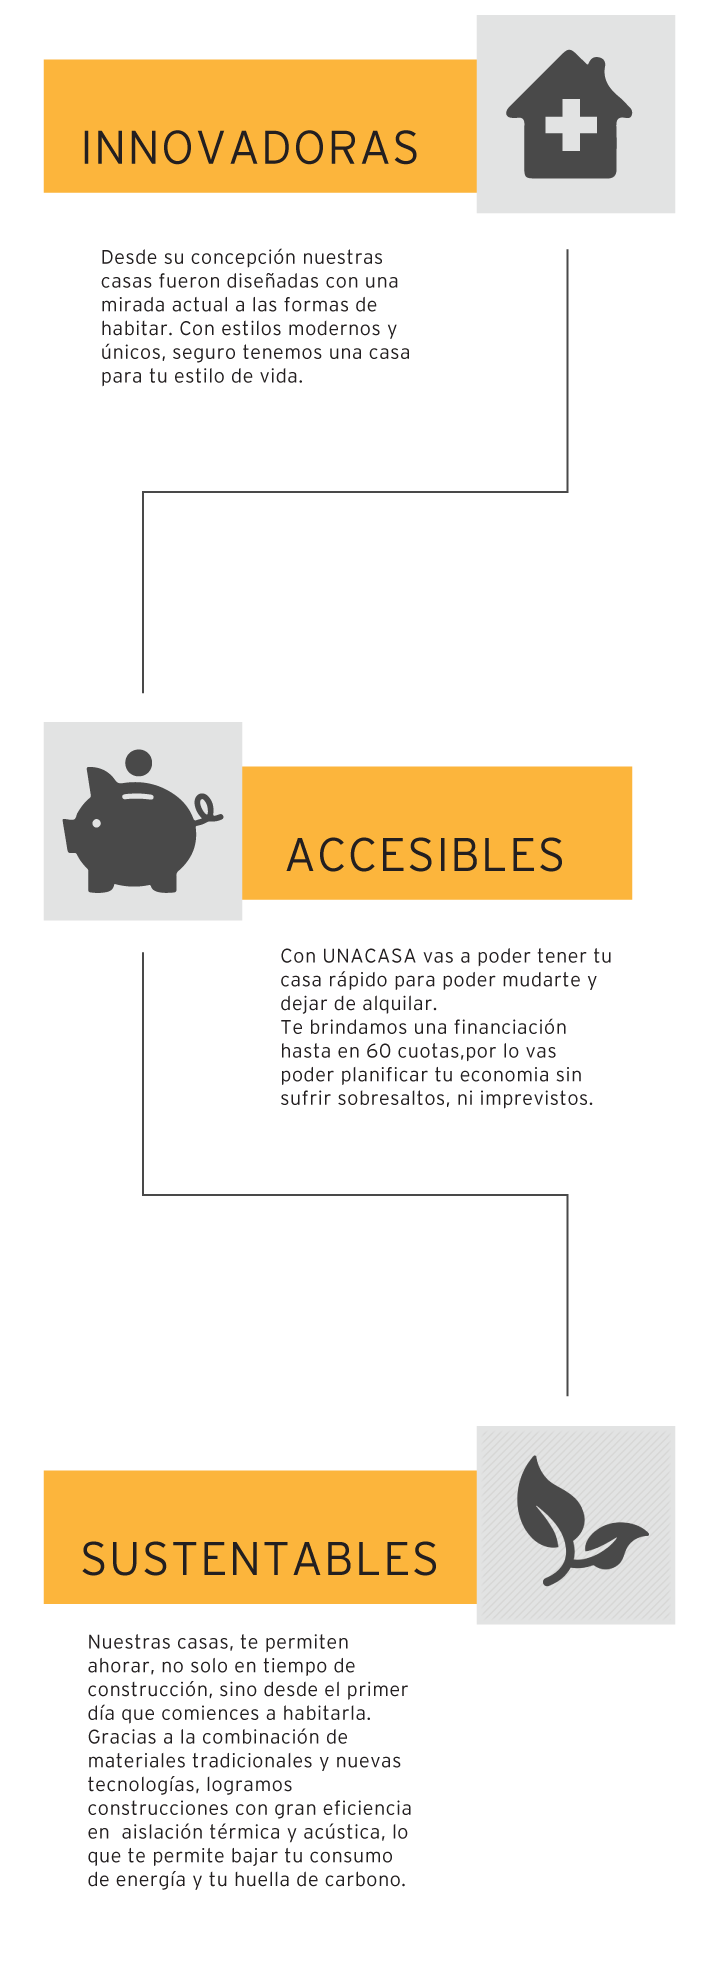 INNOVADORAS
Desde su concepción nuestras
casas fueron diseñadas con una
mirada actual a las formas de
habitar. Con estilos modernos y
únicos, seguro tenemos una casa
para tu estilo de vida.
ACCESIBLES
Con UNACASA vas a poder tener tu
casa rápido para poder mudarte y
dejar de alquilar.
Te brindamos una financiación
hasta en 60 cuotas,por lo vas
poder planificar tu economia sin
sufrir sobresaltos, ni imprevistos.
SUSTENTABLES
Nuestras casas, te permiten
ahorar, no solo en tiempo de
construcción, sino desde el primer
día que comiences a habitarla.
Gracias a la combinación de
materiales tradicionales y nuevas
tecnologías, logramos
construcciones con gran eficiencia
en  aislación térmica y acústica, lo
que te permite bajar tu consumo
de energía y tu huella de carbono.